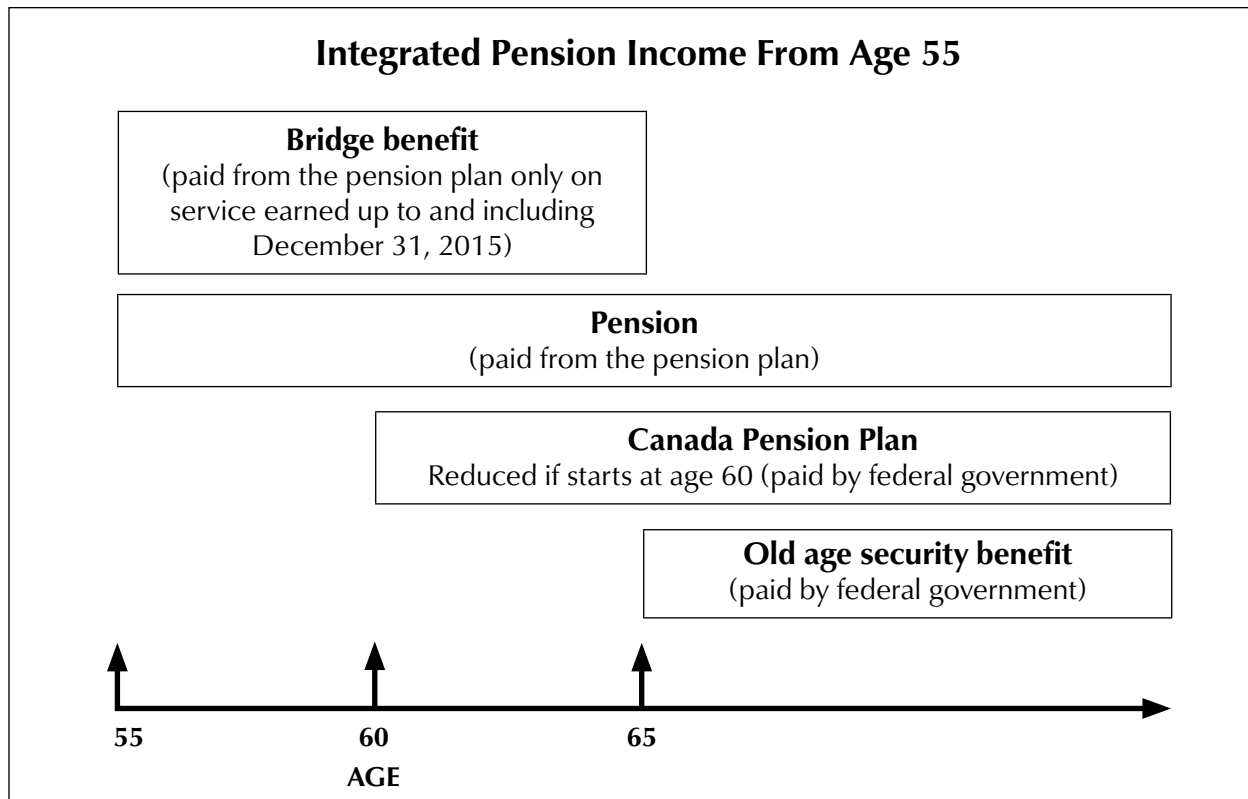 Integrated Pension Income From Age 55
Bridge benefit
(paid from the pension plan only on
service earned up to and including
December 31, 2015)
Pension
(paid from the pension plan)
Canada Pension Plan
Reduced if starts at age 60 (paid by federal government)
Old age security benefit
(paid by federal government)
55 60 65
AGE